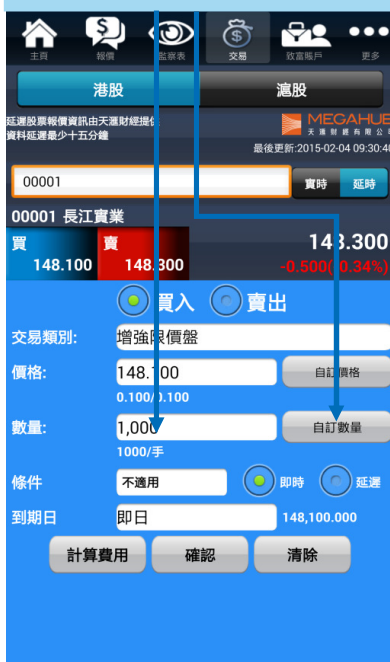 主頁 報價 監察表 交易 致富賬戶 更多
港股 滬股
延遲股票報價資訊由天滙財經提供
資料延遲最少十五分鐘
MEGAHUB
天滙財經有限公
最後更新:2015-02-04 09:30:40
00001 實時 延時
00001 長江實業
買 賣
148.100 148.300 148.300
-0.500(-0.34%)
買入 賣出
交易類別: 增強限價盤
價格: 148.100 自訂價格
0.100/0.100
數量: 1,000 自訂數量
1000/手
條件 不適用 即時 延遲
到期日 即日 148,100.000
計算費用 確認 清除